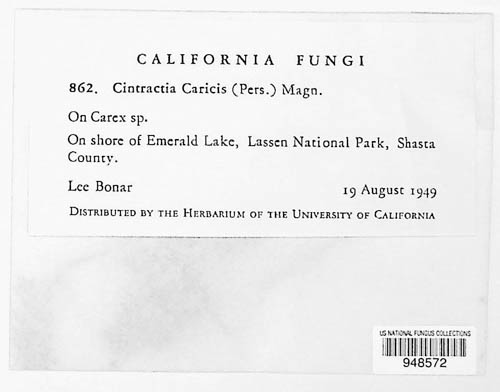 CALIFORNIA FUNGI
862. Cintractia Caricis (Pers.) Magn.
On Carex sp.
On shore of Emerald Lake, Lassen National Park, Shasta
County.
Lee Bonar 19 August 1949
DISTRIBUTED BY THE HERBARIUM OF THE UNIVERSITY OF CALIFORNIA
US NATIONAL FUNGUS COLLECTIONS
948572